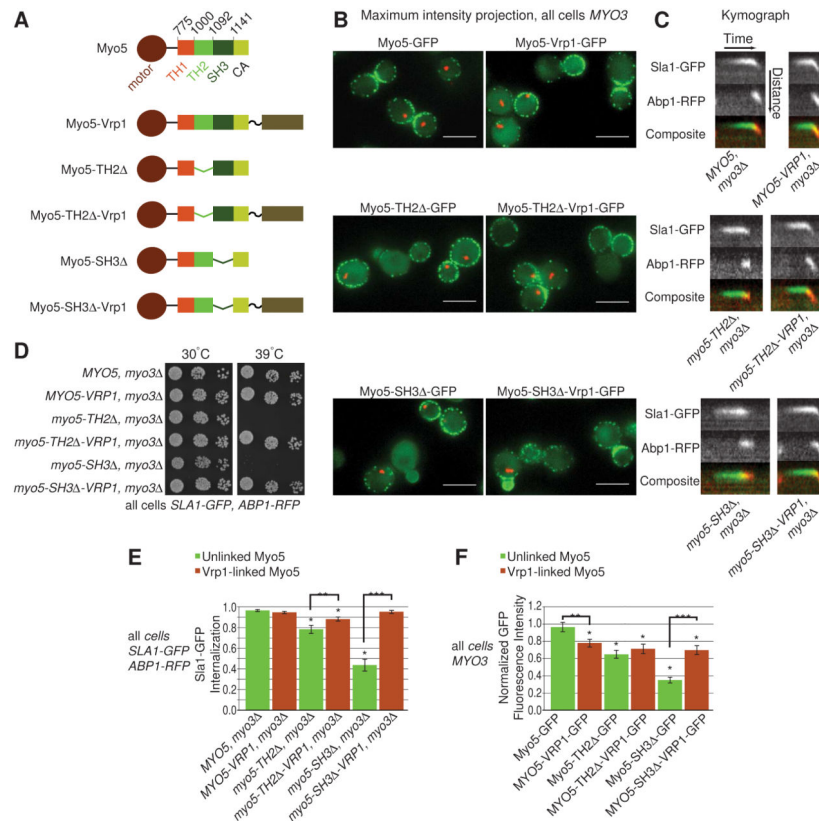 A
775
1000
1092
1141
Myo5
motor
TH1
TH2
SH3
CA
Myo5-Vrp1
Myo5-TH2Δ
Myo5-TH2Δ-Vrp1
Myo5-SH3Δ
Myo5-SH3Δ-Vrp1
B
Maximum intensity projection, all cells MYO3
Myo5-GFP
Myo5-Vrp1-GFP
Myo5-TH2Δ-GFP
Myo5-TH2Δ-Vrp1-GFP
Myo5-SH3Δ-GFP
Myo5-SH3Δ-Vrp1-GFP
C
Kymograph
Time
Distance
Sla1-GFP
Abp1-RFP
Composite
MYO5, myo3Δ
MYO5-VRP1, myo3Δ
Sla1-GFP
Abp1-RFP
Composite
myo5-TH2Δ, myo3Δ
myo5-TH2Δ-VRP1, myo3Δ
Sla1-GFP
Abp1-RFP
Composite
myo5-SH3Δ, myo3Δ
myo5-SH3Δ-VRP1, myo3Δ
D
30°C
39°C
MYO5, myo3Δ
MYO5-VRP1, myo3Δ
myo5-TH2Δ, myo3Δ
myo5-TH2Δ-VRP1, myo3Δ
myo5-SH3Δ, myo3Δ
myo5-SH3Δ-VRP1, myo3Δ
all cells SLA1-GFP, ABP1-RFP
E
Unlinked Myo5
Vrp1-linked Myo5
all cells
SLA1-GFP
ABP1-RFP
Sla1-GFP
Internalization
1.0
0.8
0.6
0.4
0.2
0.0
*
**
*
*
***
MYO5, myo3Δ
MYO5-VRP1, myo3Δ
myo5-TH2Δ, myo3Δ
myo5-TH2Δ-VRP1, myo3Δ
myo5-SH3Δ, myo3Δ
myo5-SH3Δ-VRP1, myo3Δ
F
Unlinked Myo5
Vrp1-linked Myo5
all cells
MYO3
Normalized GFP
Fluorescence Intensity
1.2
1.0
0.8
0.6
0.4
0.2
0.0
**
*
*
*
*
***
*
Myo5-GFP
MYO5-VRP1-GFP
Myo5-TH2Δ-GFP
MYO5-TH2Δ-VRP1-GFP
Myo5-SH3Δ-GFP
MYO5-SH3Δ-VRP1-GFP